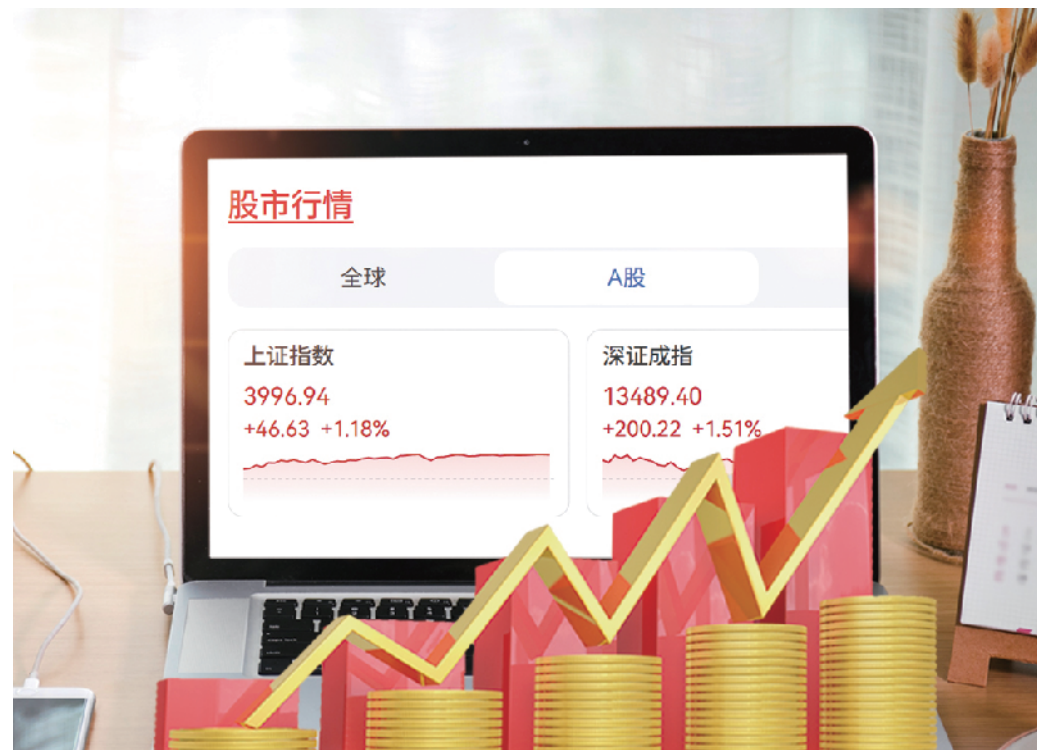 股市行情
全球
A股
上证指数
3996.94
+46.63 +1.18%
深证成指
13489.40
+200.22 +1.51%